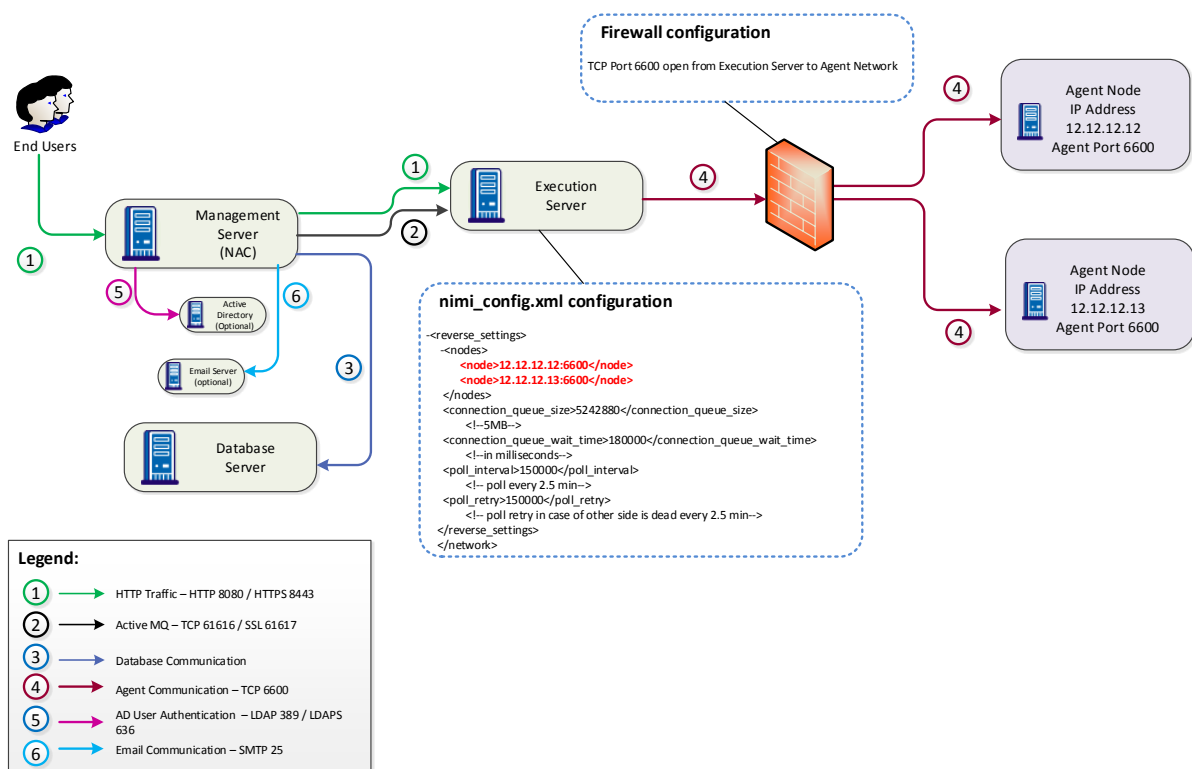 Firewall configuration
TCP Port 6600 open from Execution Server to Agent Network
End Users
1
Management
Server
(NAC)
1
2
Execution
Server
4
4
Agent Node
IP Address
12.12.12.12
Agent Port 6600
4
Agent Node
IP Address
12.12.12.13
Agent Port 6600
5
Active
Directory
(Optional)
6
Email Server
(optional)
3
Database
Server
nimi_config.xml configuration
-<reverse_settings>
-<nodes>
<node>12.12.12.12:6600</node>
<node>12.12.12.13:6600</node>
</nodes>
<connection_queue_size>5242880</connection_queue_size>
<!--5MB-->
<connection_queue_wait_time>180000</connection_queue_wait_time>
<!--in milliseconds-->
<poll_interval>150000</poll_interval>
<!-- poll every 2.5 min-->
<poll_retry>150000</poll_retry>
<!-- poll retry in case of other side is dead every 2.5 min-->
</reverse_settings>
</network>
Legend:
1 HTTP Traffic – HTTP 8080 / HTTPS 8443
2 Active MQ – TCP 61616 / SSL 61617
3 Database Communication
4 Agent Communication – TCP 6600
5 AD User Authentication – LDAP 389 / LDAPS
636
6 Email Communication – SMTP 25